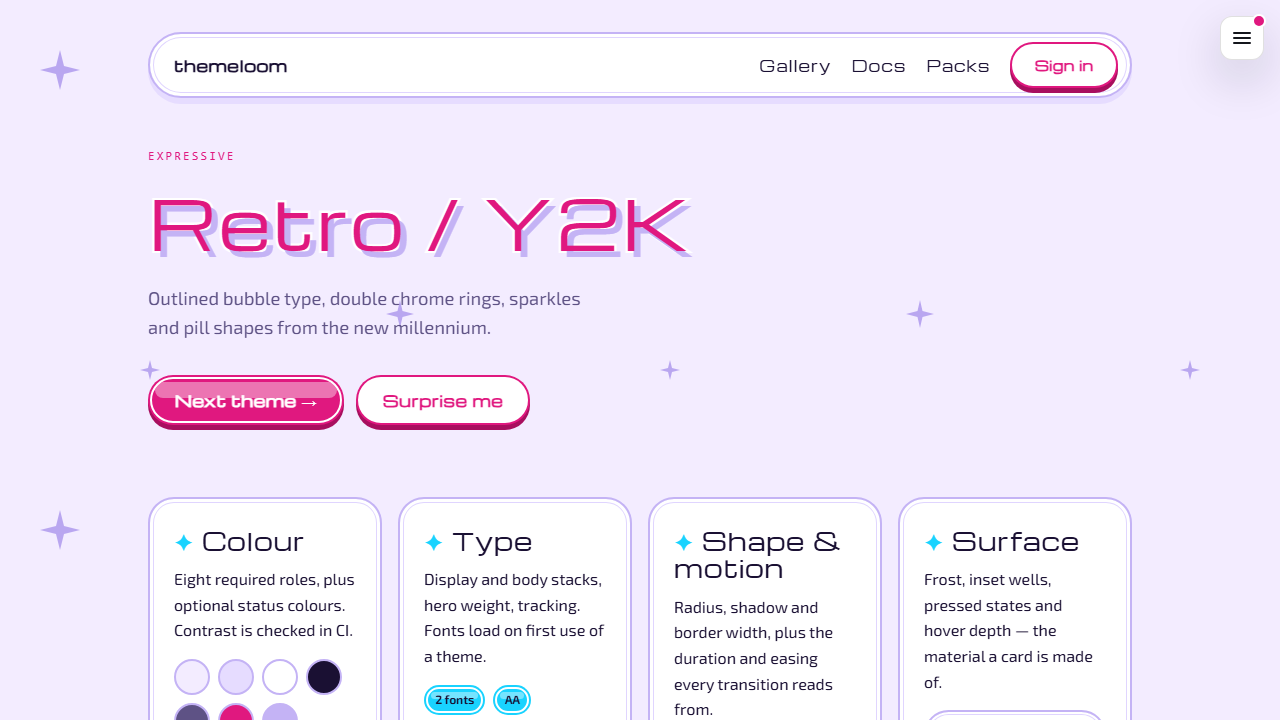 themeloom
Gallery Docs Packs Sign in
EXPRESSIVE
Retro / Y2K
Outlined bubble type, double chrome rings, sparkles
and pill shapes from the new millennium.
Next theme →
Surprise me
Colour
Eight required roles, plus
optional status colours.
Contrast is checked in CI.
Type
Display and body stacks,
hero weight, tracking.
Fonts load on first use of
a theme.
2 fonts
AA
Shape &
motion
Radius, shadow and
border width, plus the
duration and easing
every transition reads
from.
Surface
Frost, inset wells,
pressed states and
hover depth — the
material a card is made
of.